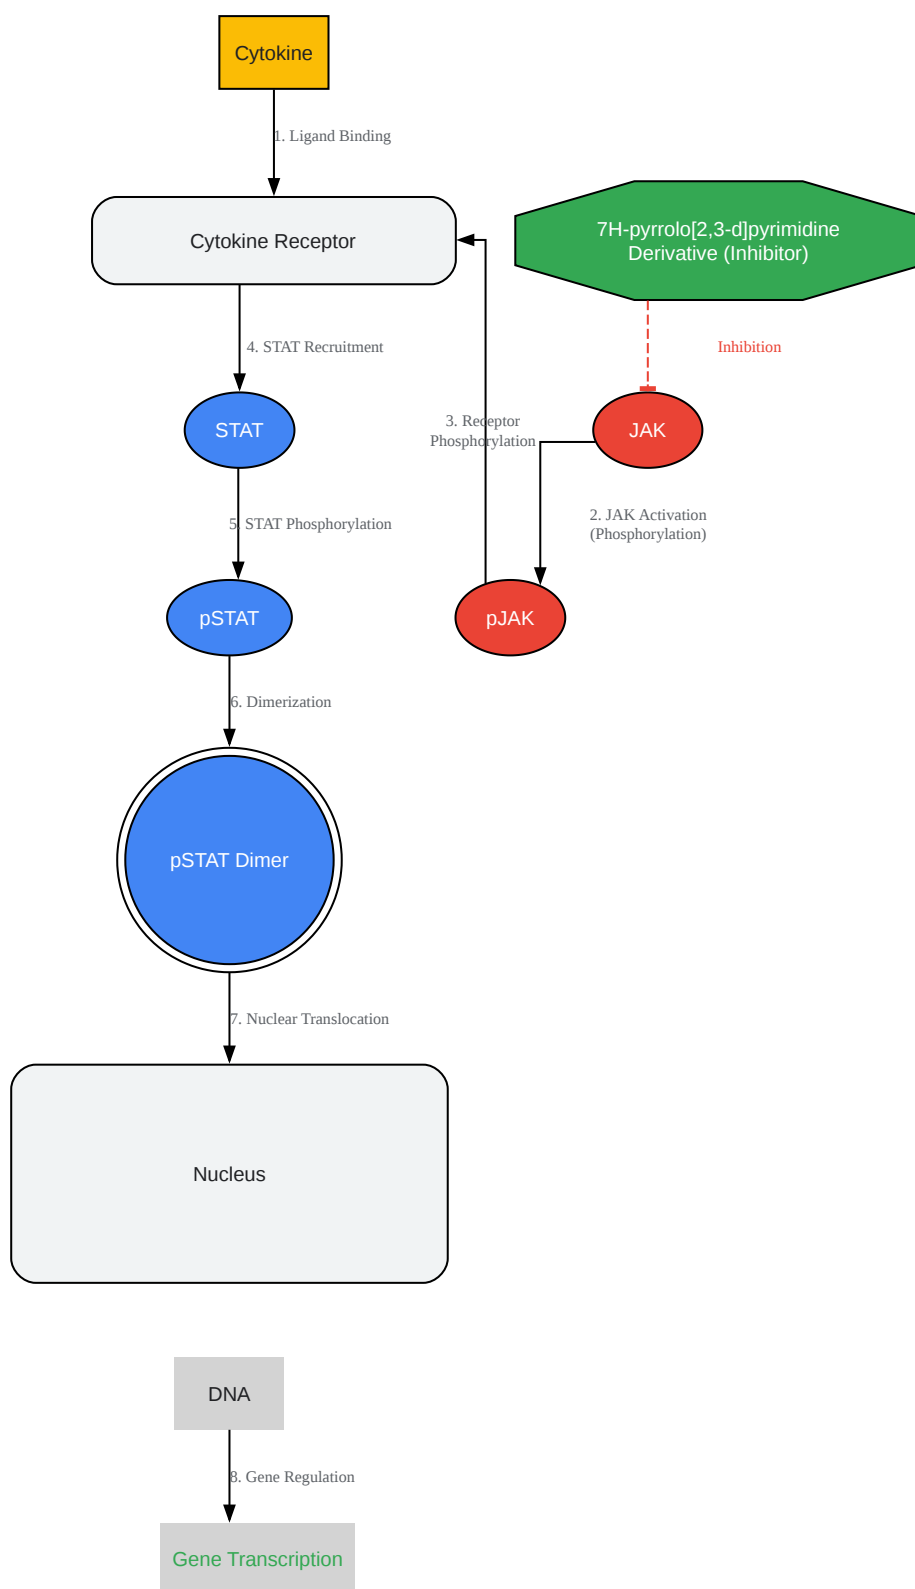 Cytokine
1. Ligand Binding
Cytokine Receptor
7H-pyrrolo[2,3-d]pyrimidine
Derivative (Inhibitor)
4. STAT Recruitment
Inhibition
STAT
3. Receptor
Phosphorylation
JAK
5. STAT Phosphorylation
2. JAK Activation
(Phosphorylation)
pSTAT
pJAK
6. Dimerization
pSTAT Dimer
7. Nuclear Translocation
Nucleus
DNA
8. Gene Regulation
Gene Transcription